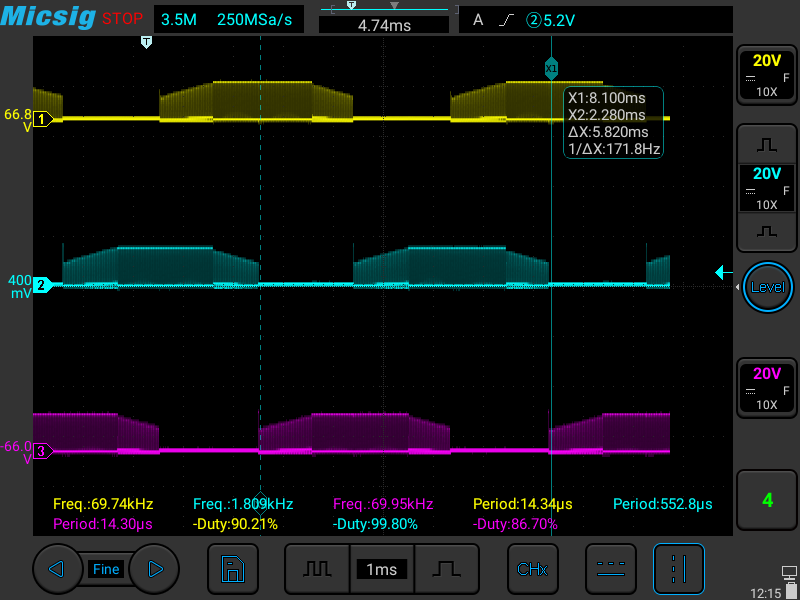 Micsig STOP 3.5M 250MSa/s T 4.74ms A ②5.2V
T
20V
F
10X
X1
66.8
V
1
X1:8.100ms
X2:2.280ms
ΔX:5.820ms
1/ΔX:171.8Hz
20V
F
10X
400
mV
2
Level
20V
F
10X
-66.0
V
3
Freq.:69.74kHz Freq.:1.809kHz Freq.:69.95kHz Period:14.34µs Period:552.8µs
Period:14.30µs -Duty:90.21% -Duty:99.80% -Duty:86.70%
4
Fine 1ms CHx
12:15